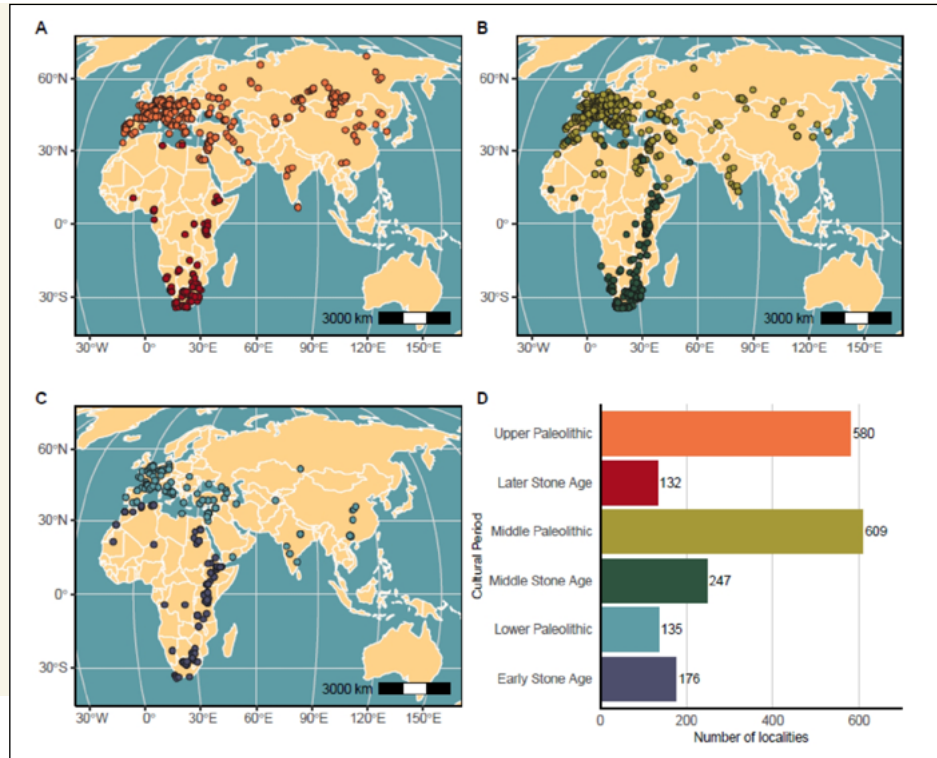 A
60°N
30°N
0°
30°S
3000 km
30°W 0° 30°E 60°E 90°E 120°E 150°E
B
60°N
30°N
0°
30°S
3000 km
30°W 0° 30°E 60°E 90°E 120°E 150°E
C
60°N
30°N
0°
30°S
3000 km
30°W 0° 30°E 60°E 90°E 120°E 150°E
D
Cultural Period
Upper Paleolithic 580
Later Stone Age 132
Middle Paleolithic 609
Middle Stone Age 247
Lower Paleolithic 135
Early Stone Age 176
0 200 400 600
Number of localities